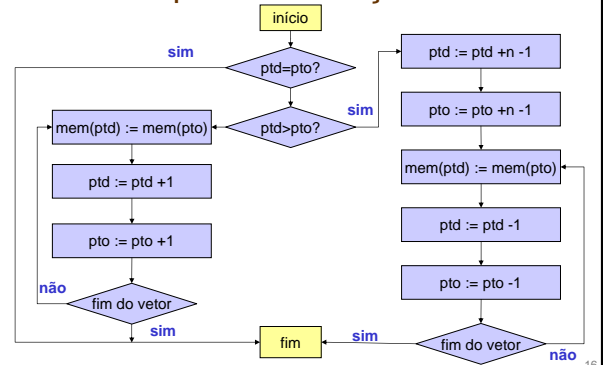 início
sim
ptd=pto?
ptd := ptd +n -1
sim
mem(ptd) := mem(pto)
ptd>pto?
pto := pto +n -1
ptd := ptd +1
mem(ptd) := mem(pto)
pto := pto +1
ptd := ptd -1
não
fim do vetor
pto := pto -1
sim
fim
sim
fim do vetor
não
16